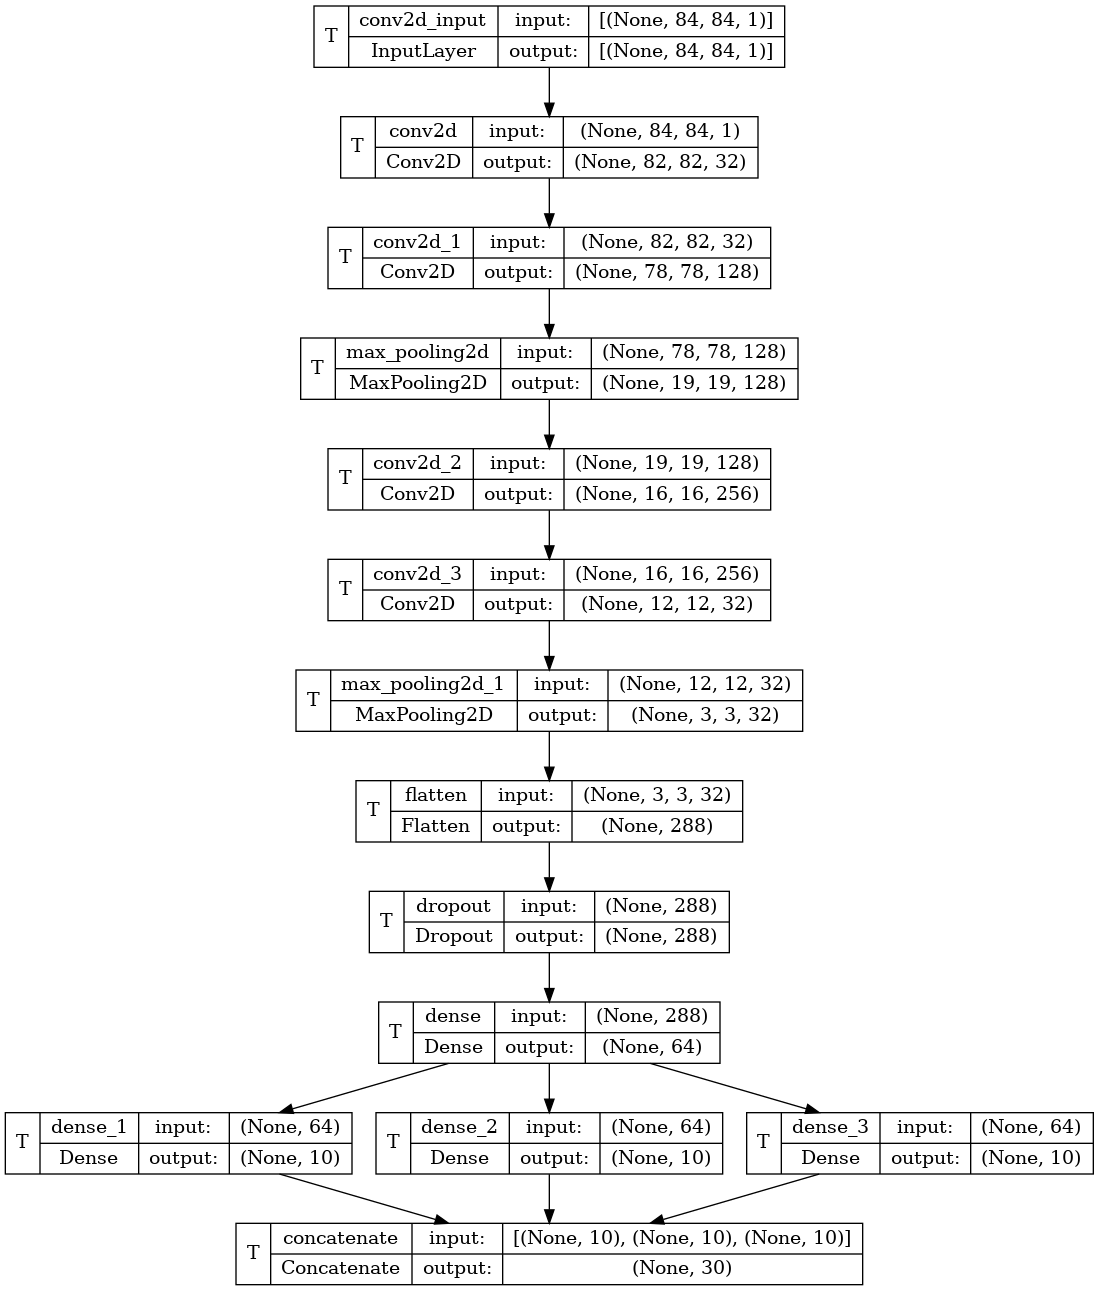 T conv2d_input input: [(None, 84, 84, 1)]
InputLayer output: [(None, 84, 84, 1)]
T conv2d input: (None, 84, 84, 1)
Conv2D output: (None, 82, 82, 32)
T conv2d_1 input: (None, 82, 82, 32)
Conv2D output: (None, 78, 78, 128)
T max_pooling2d input: (None, 78, 78, 128)
MaxPooling2D output: (None, 19, 19, 128)
T conv2d_2 input: (None, 19, 19, 128)
Conv2D output: (None, 16, 16, 256)
T conv2d_3 input: (None, 16, 16, 256)
Conv2D output: (None, 12, 12, 32)
T max_pooling2d_1 input: (None, 12, 12, 32)
MaxPooling2D output: (None, 3, 3, 32)
T flatten input: (None, 3, 3, 32)
Flatten output: (None, 288)
T dropout input: (None, 288)
Dropout output: (None, 288)
T dense input: (None, 288)
Dense output: (None, 64)
T dense_1 input: (None, 64)
Dense output: (None, 10)
T dense_2 input: (None, 64)
Dense output: (None, 10)
T dense_3 input: (None, 64)
Dense output: (None, 10)
T concatenate input: [(None, 10), (None, 10), (None, 10)]
Concatenate output: (None, 30)